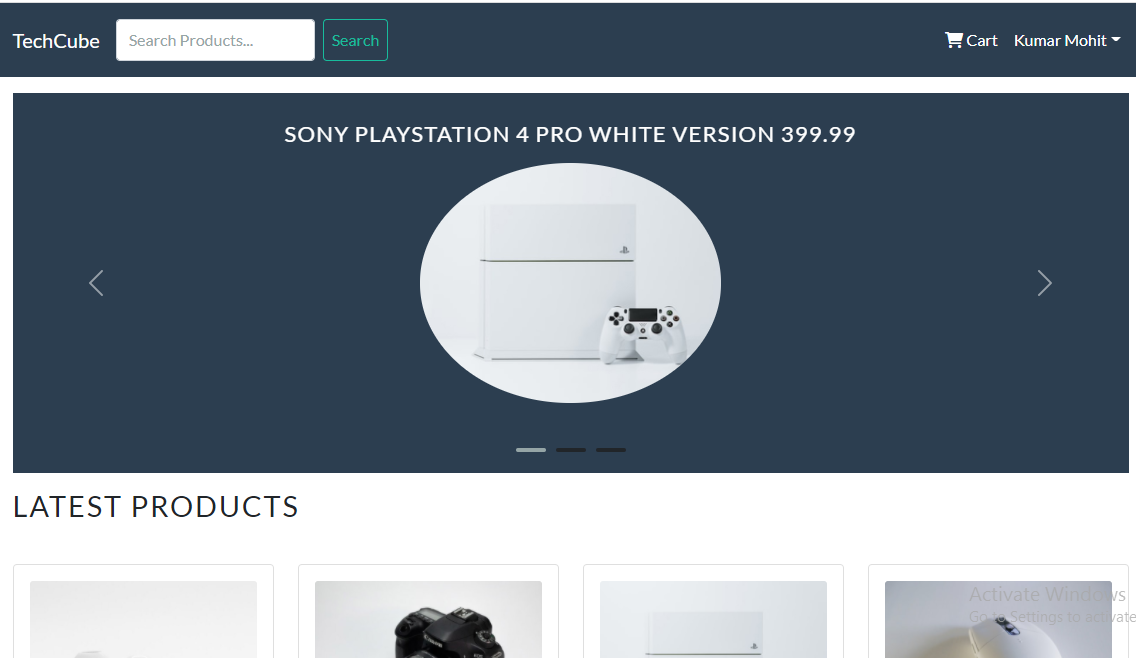 TechCube
Search Products...
Search
Cart
Kumar Mohit
SONY PLAYSTATION 4 PRO WHITE VERSION 399.99
LATEST PRODUCTS
Canon
Activate Windows
Go to Settings to activate